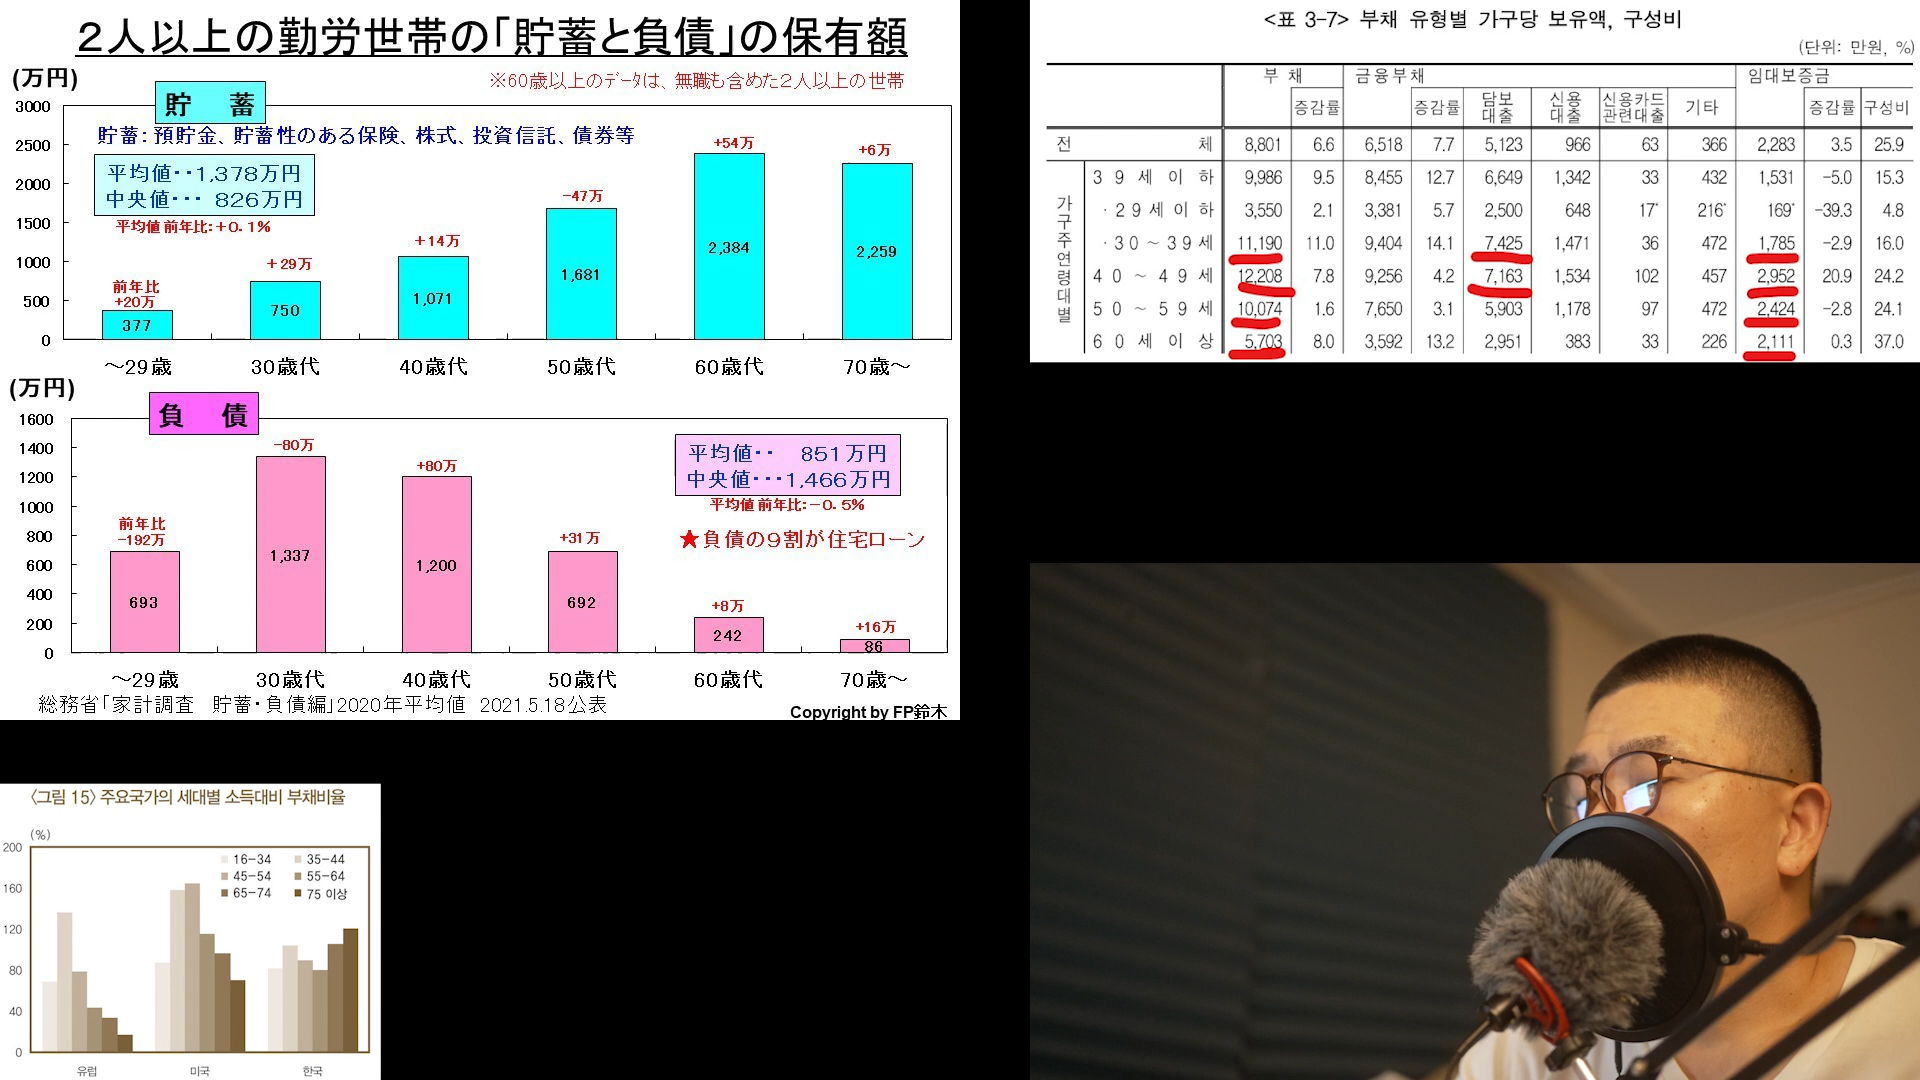 ２人以上の勤労世帯の「貯蓄と負債」の保有額
(万円)
※60歳以上のﾃﾞｰﾀは、無職も含めた２人以上の世帯
貯　蓄
貯蓄：預貯金、貯蓄性のある保険、株式、投資信託、債券等
平均値‥1,378万円
中央値… 826万円
平均値 前年比:+0.1%
3000
2500
2000
1500
1000
500
0
前年比
+20万
+29万
+14万
-47万
+54万
+6万
377
750
1,071
1,681
2,384
2,259
～29歳 30歳代 40歳代 50歳代 60歳代 70歳～
(万円)
負　債
1600
1400
1200
1000
800
600
400
200
0
平均値‥ 851万円
中央値…1,466万円
平均値 前年比:-0.5%
★負債の９割が住宅ローン
前年比
-192万
-80万
+80万
+31万
+8万
+16万
693
1,337
1,200
692
242
86
～29歳 30歳代 40歳代 50歳代 60歳代 70歳～
総務省「家計調査　貯蓄・負債編」2020年平均値　2021.5.18公表
Copyright by FP鈴木
<표 3-7> 부채 유형별 가구당 보유액, 구성비
(단위: 만원, %)
부 채 金융부채 임대보증금
증감률 증감률 담보대출 신용대출 신용카드관련대출 기타 증감률 구성비
전 체 8,801 6.6 6,518 7.7 5,123 966 63 366 2,283 3.5 25.9
가구주연령대별
39세이하 9,986 9.5 8,455 12.7 6,649 1,342 33 432 1,531 -5.0 15.3
·29세이하 3,550 2.1 3,381 5.7 2,500 648 17* 216* 169* -39.3 4.8
·30~39세 11,190 11.0 9,404 14.1 7,425 1,471 36 472 1,785 -2.9 16.0
40~49세 12,208 7.8 9,256 4.2 7,163 1,534 102 457 2,952 20.9 24.2
50~59세 10,074 1.6 7,650 3.1 5,903 1,178 97 472 2,424 -2.8 24.1
60세이상 5,703 8.0 3,592 13.2 2,951 383 33 226 2,111 0.3 37.0
〈그림 15〉 주요국가의 세대별 소득대비 부채비율
(%)
200
160
120
80
40
0
16-34 35-44
45-54 55-64
65-74 75 이상
유럽 미국 한국